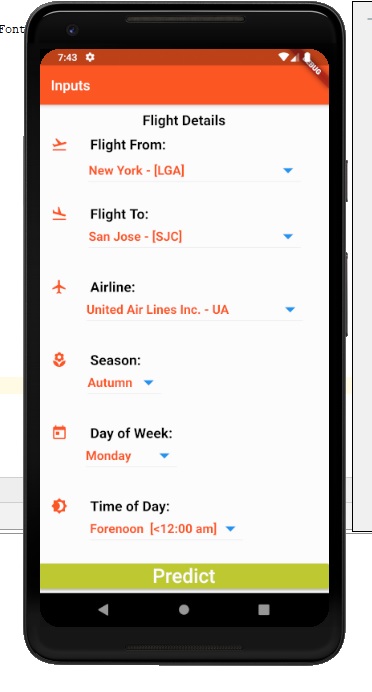 Font
7:43
Inputs
Flight Details
Flight From:
New York - [LGA]
Flight To:
San Jose - [SJC]
Airline:
United Air Lines Inc. - UA
Season:
Autumn
Day of Week:
Monday
Time of Day:
Forenoon [<12:00 am]
Predict